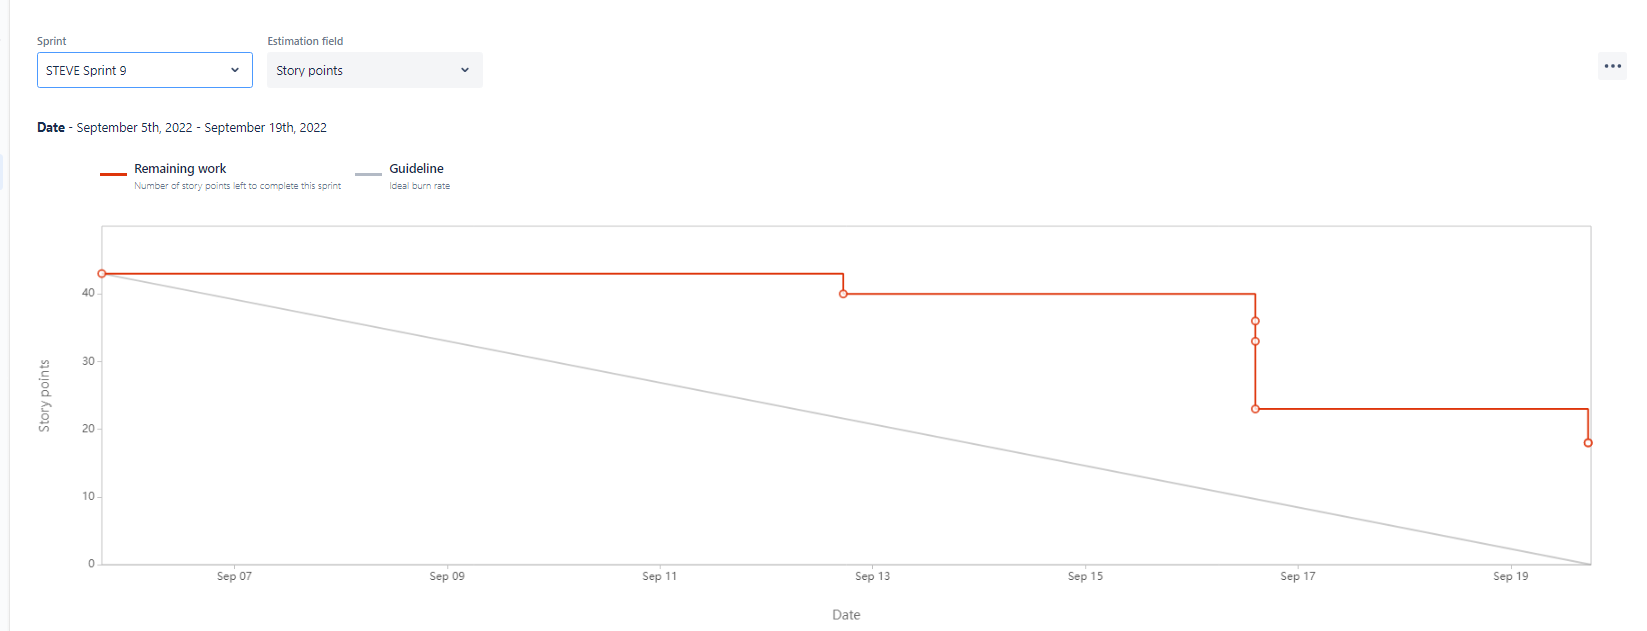 Sprint
Estimation field
STEVE Sprint 9
Story points
Date - September 5th, 2022 - September 19th, 2022
Remaining work
Number of story points left to complete this sprint
Guideline
Ideal burn rate
40
30
20
10
0
Story points
Sep 07
Sep 09
Sep 11
Sep 13
Sep 15
Sep 17
Sep 19
Date